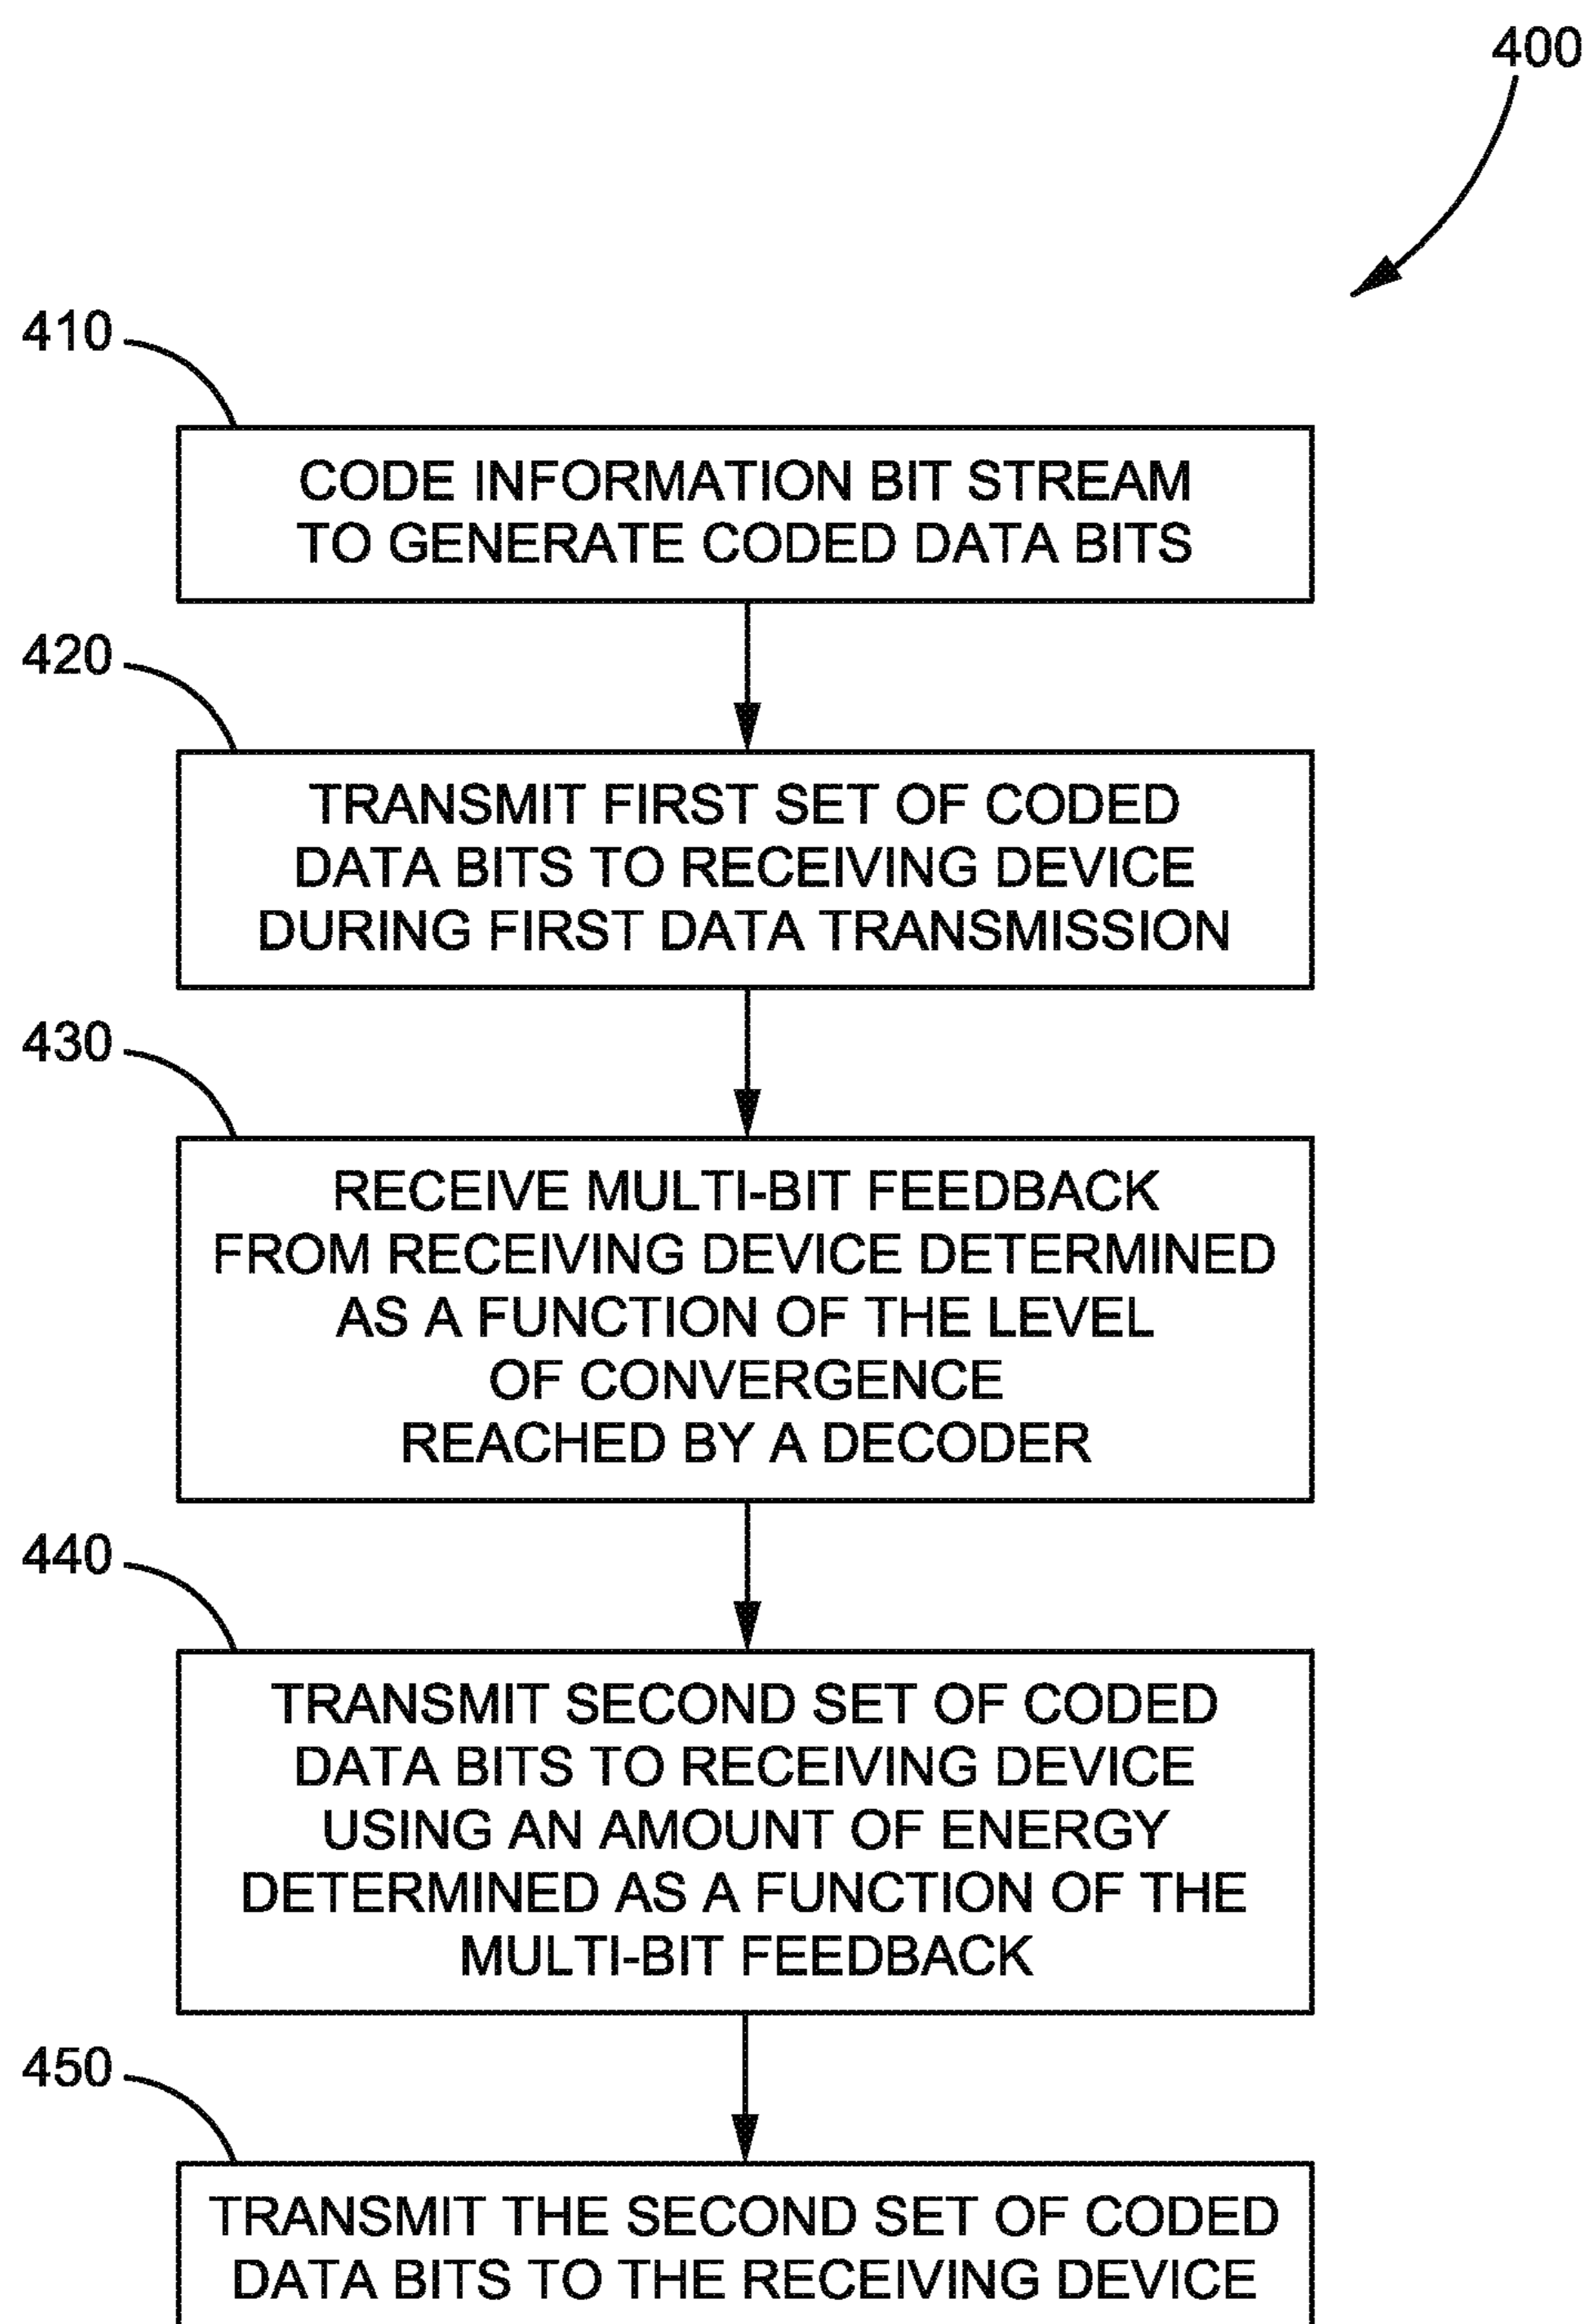 400
410
CODE INFORMATION BIT STREAM
TO GENERATE CODED DATA BITS
420
TRANSMIT FIRST SET OF CODED
DATA BITS TO RECEIVING DEVICE
DURING FIRST DATA TRANSMISSION
430
RECEIVE MULTI-BIT FEEDBACK
FROM RECEIVING DEVICE DETERMINED
AS A FUNCTION OF THE LEVEL
OF CONVERGENCE
REACHED BY A DECODER
440
TRANSMIT SECOND SET OF CODED
DATA BITS TO RECEIVING DEVICE
USING AN AMOUNT OF ENERGY
DETERMINED AS A FUNCTION OF THE
MULTI-BIT FEEDBACK
450
TRANSMIT THE SECOND SET OF CODED
DATA BITS TO THE RECEIVING DEVICE